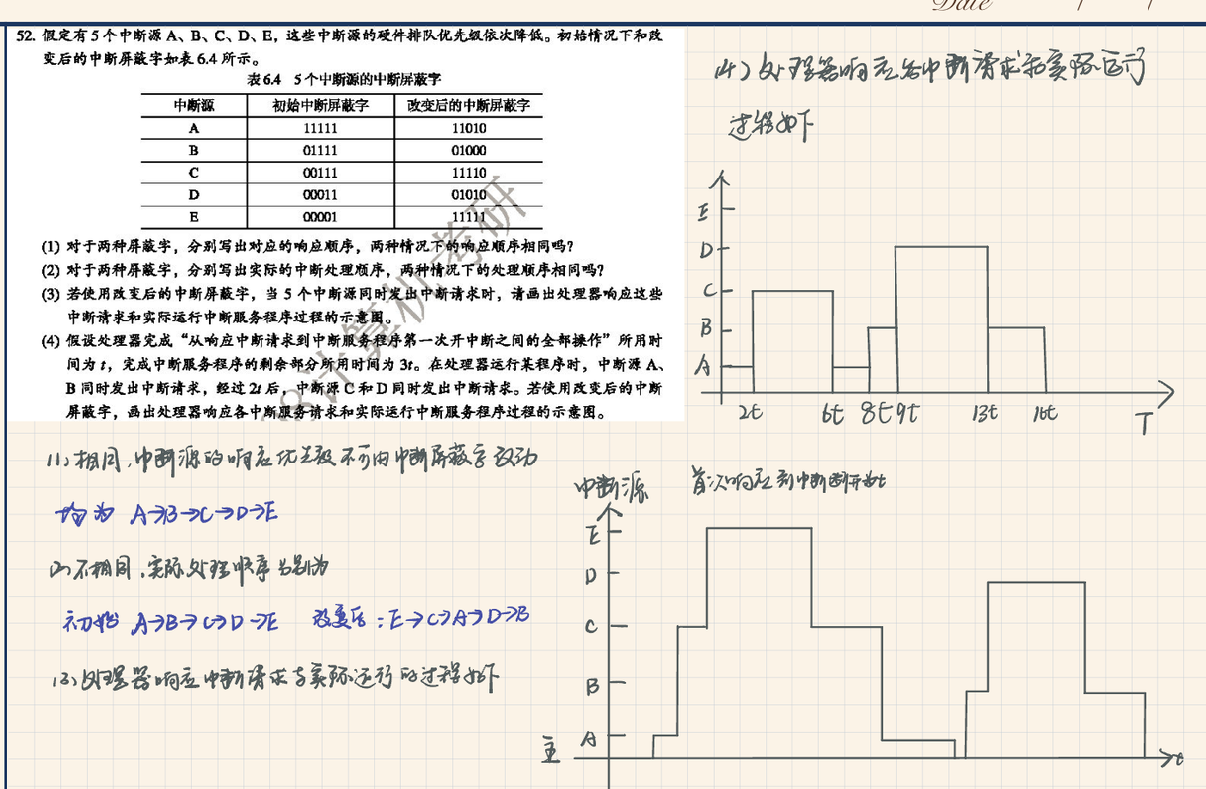 Date / /
52. 假定有5个中断源A、B、C、D、E，这些中断源的硬件排队优先级依次降低。初始情况下和改
变后的中断屏蔽字如表6.4所示。
表6.4 5个中断源的中断屏蔽字
中断源 初始中断屏蔽字 改变后的中断屏蔽字
A 11111 11010
B 01111 01000
C 00111 11110
D 00011 01010
E 00001 11111
(1) 对于两种屏蔽字，分别写出对应的响应顺序，两种情况下的响应顺序相同吗？
(2) 对于两种屏蔽字，分别写出实际的中断处理顺序，两种情况下的处理顺序相同吗？
(3) 若使用改变后的中断屏蔽字，当5个中断源同时发出中断请求时，请画出处理器响应这些
中断请求和实际运行中断服务程序过程的示意图。
(4) 假设处理器完成“从响应中断请求到中断服务程序第一次开中断之间的全部操作”所用时
间为t，完成中断服务程序的剩余部分所用时间为3t。在处理器运行某程序时，中断源A、
B同时发出中断请求，经过2t后，中断源C和D同时发出中断请求。若使用改变后的中断
屏蔽字，画出处理器响应各中断服务请求和实际运行中断服务程序过程的示意图。
计算机考研
(1) 相同，中断源的响应优先级不可由中断屏蔽字改动
均为 A→B→C→D→E
(2) 不相同，实际处理顺序分别为
初始 A→B→C→D→E 改变后：E→C→A→D→B
(3) 处理器响应中断请求与实际运行的过程如下
(4) 处理器响应各中断请求和实际运行
过程如下
E
D
C
B
A
2t 6t 8t 9t 13t 16t T
中断源 首次响应到中断断开为t
E
D
C
B
A
主 t